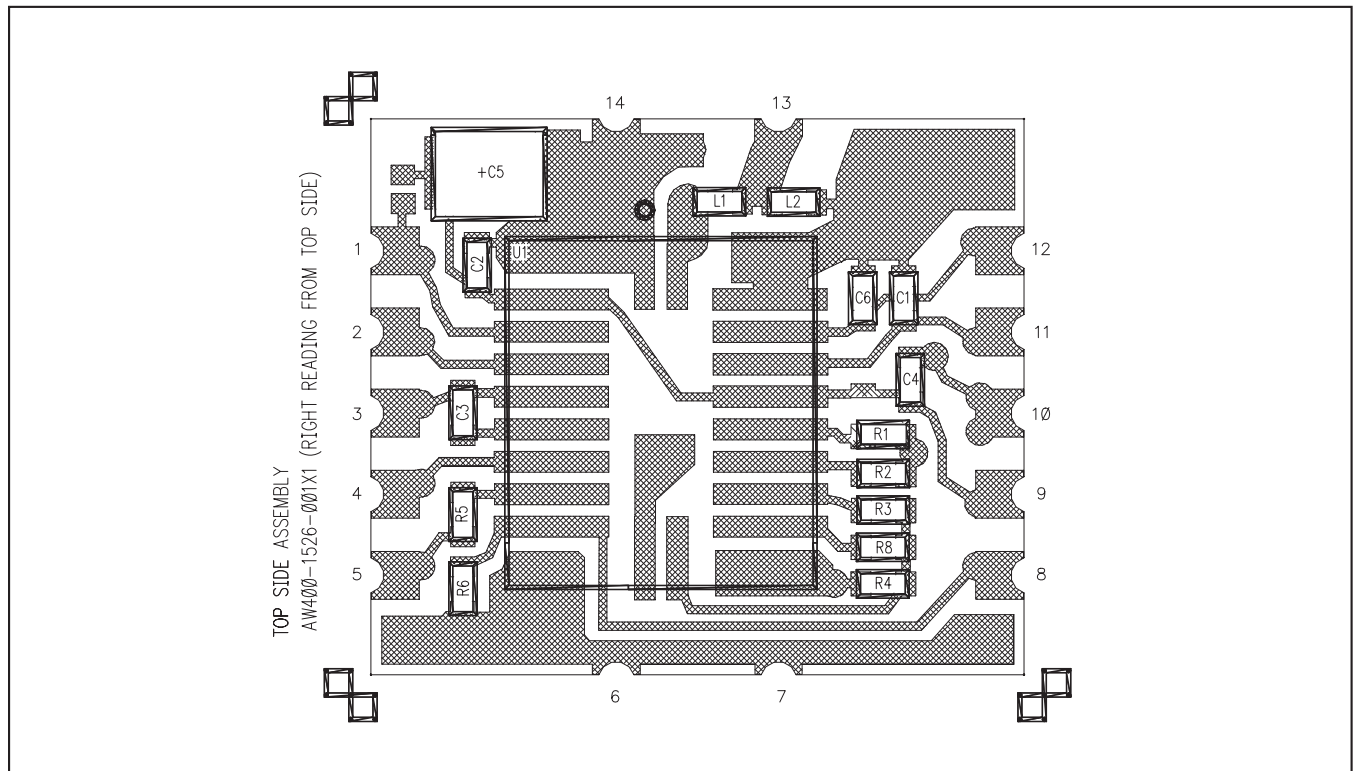 14 13
+C5
L1 L2
1 C2 U1 12
C6 C1
2 11
C4
3 C3 10
R1
R2
4 R5 R3 9
R8
5 R6 R4 8
6 7
TOP SIDE ASSEMBLY
AW400-1526-001X1 (RIGHT READING FROM TOP SIDE)